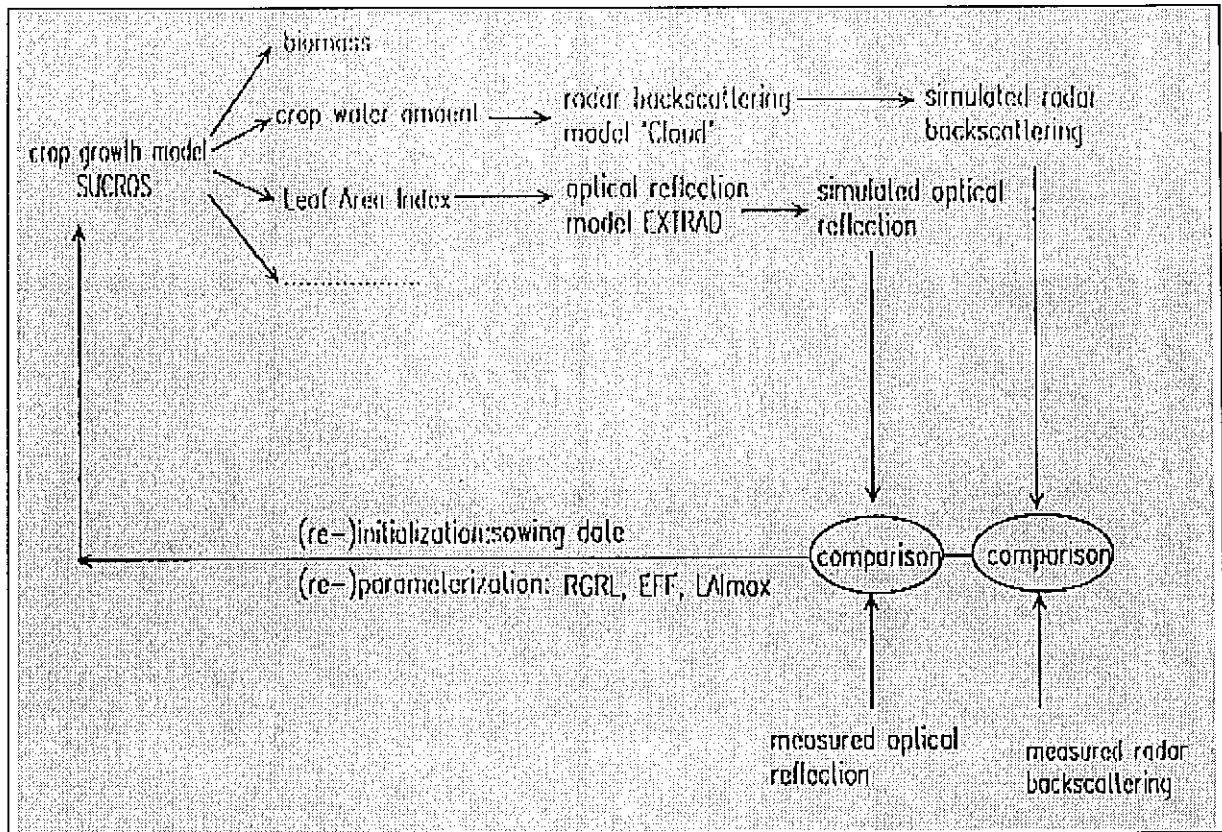 biomass
crop water amount
radar backscattering
model 'Cloud'
simulated radar
backscattering
crop growth model
SUCROS
Leaf Area Index
optical reflection
model EXTRAD
simulated optical
reflection
....................
(re-)initialization:sowing date
(re-)parameterization: RGRL, EFF, LAImax
comparison
comparison
measured optical
reflection
measured radar
backscattering